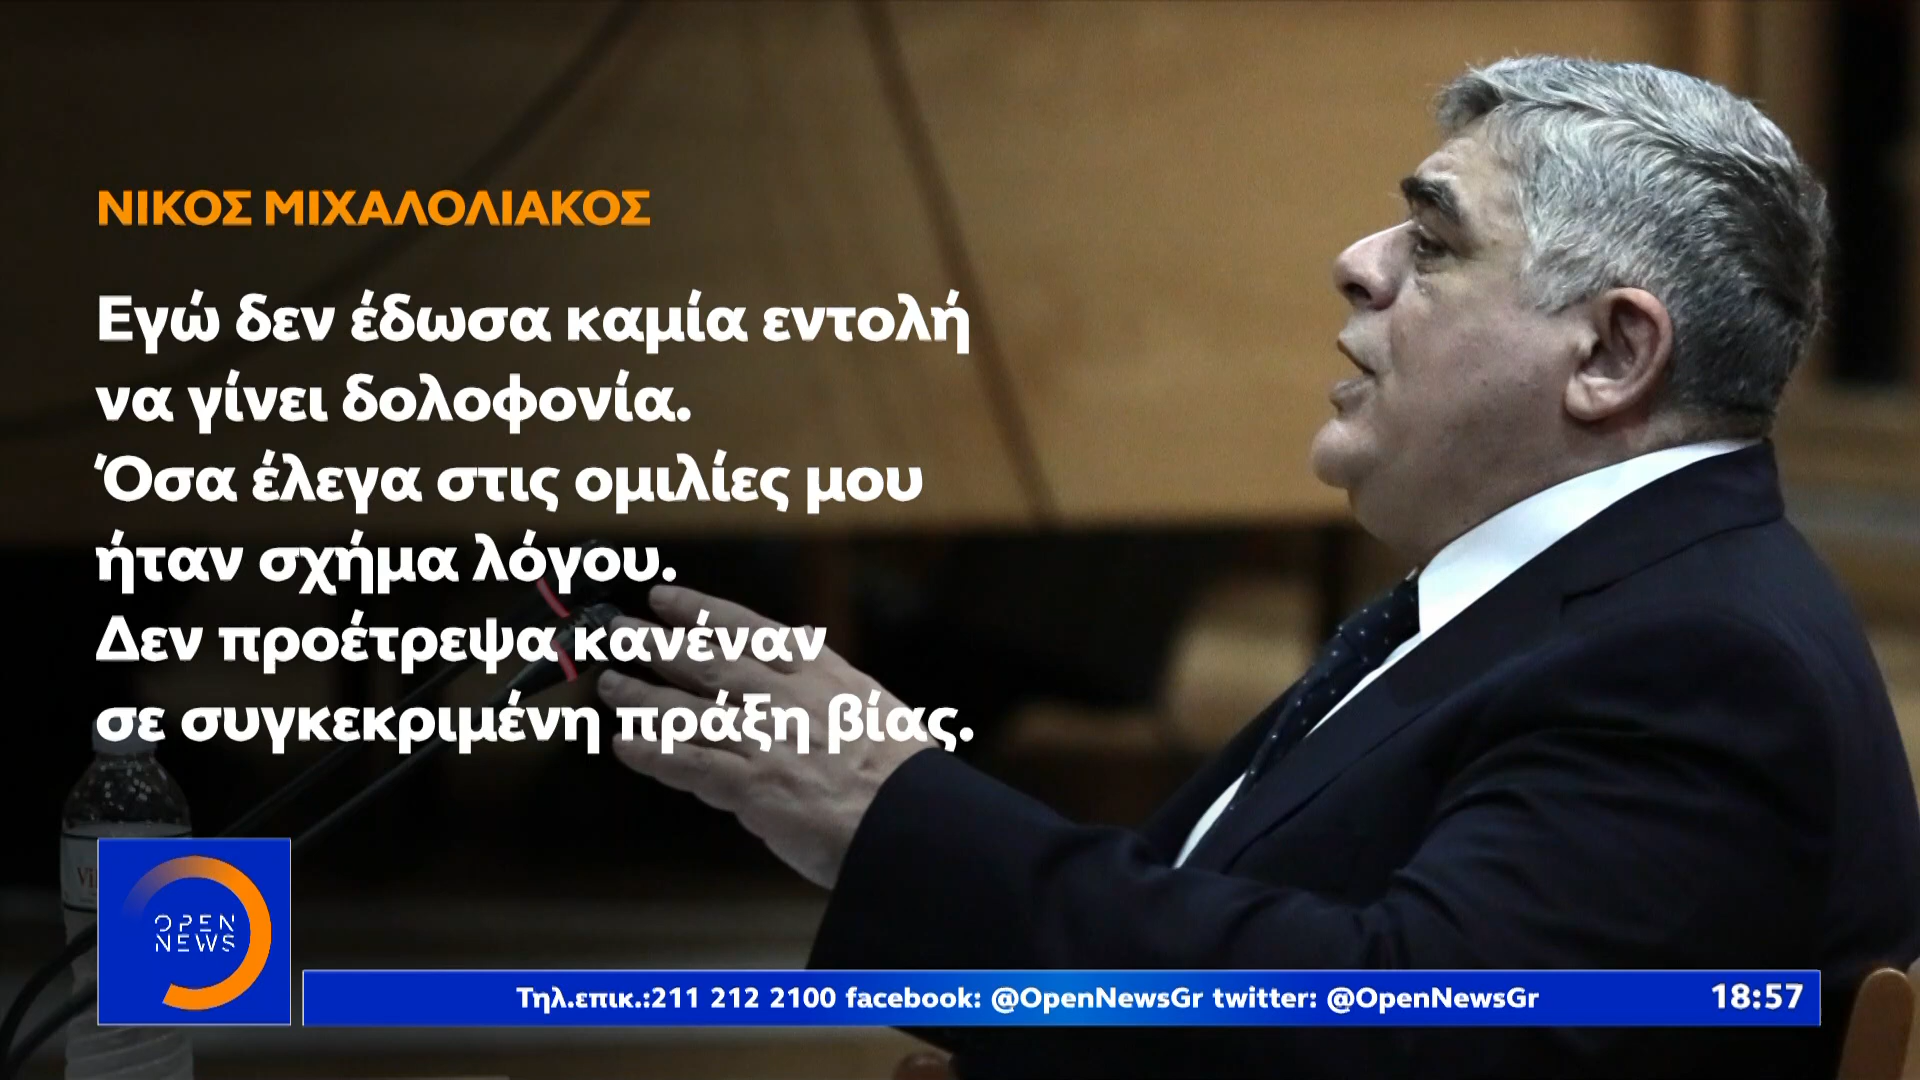 ΝΙΚΟΣ ΜΙΧΑΛΟΛΙΑΚΟΣ
Εγώ δεν έδωσα καμία εντολή
να γίνει δολοφονία.
Όσα έλεγα στις ομιλίες μου
ήταν σχήμα λόγου.
Δεν προέτρεψα κανέναν
σε συγκεκριμένη πράξη βίας.
OPEN
NEWS
Τηλ.επικ.:211 212 2100 facebook: @OpenNewsGr twitter: @OpenNewsGr
18:57